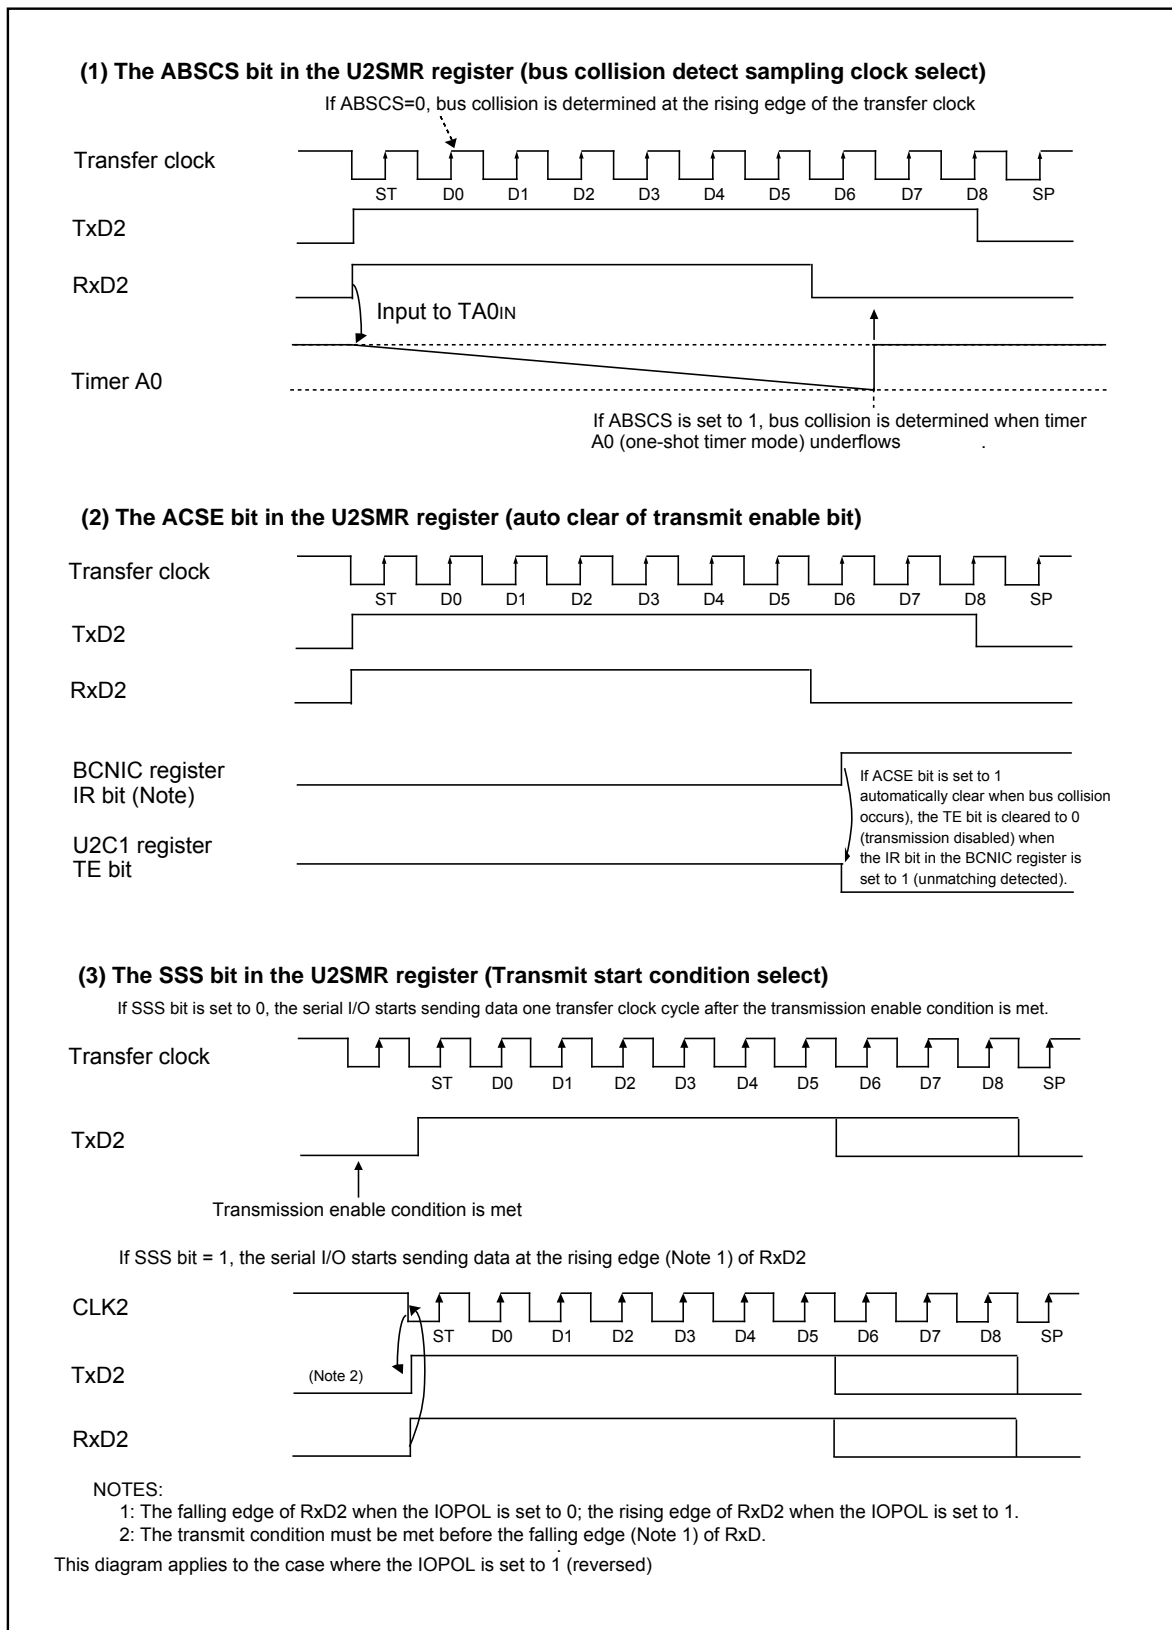 (1) The ABSCS bit in the U2SMR register (bus collision detect sampling clock select)
If ABSCS=0, bus collision is determined at the rising edge of the transfer clock
Transfer clock
ST D0 D1 D2 D3 D4 D5 D6 D7 D8 SP
TxD2
RxD2
Input to TA0IN
Timer A0
If ABSCS is set to 1, bus collision is determined when timer
A0 (one-shot timer mode) underflows .
(2) The ACSE bit in the U2SMR register (auto clear of transmit enable bit)
Transfer clock
ST D0 D1 D2 D3 D4 D5 D6 D7 D8 SP
TxD2
RxD2
BCNIC register
IR bit (Note)
U2C1 register
TE bit
If ACSE bit is set to 1
automatically clear when bus collision
occurs), the TE bit is cleared to 0
(transmission disabled) when
the IR bit in the BCNIC register is
set to 1 (unmatching detected).
(3) The SSS bit in the U2SMR register (Transmit start condition select)
If SSS bit is set to 0, the serial I/O starts sending data one transfer clock cycle after the transmission enable condition is met.
Transfer clock
ST D0 D1 D2 D3 D4 D5 D6 D7 D8 SP
TxD2
Transmission enable condition is met
If SSS bit = 1, the serial I/O starts sending data at the rising edge (Note 1) of RxD2
CLK2
ST D0 D1 D2 D3 D4 D5 D6 D7 D8 SP
TxD2
(Note 2)
RxD2
NOTES:
1: The falling edge of RxD2 when the IOPOL is set to 0; the rising edge of RxD2 when the IOPOL is set to 1.
2: The transmit condition must be met before the falling edge (Note 1) of RxD.
.
This diagram applies to the case where the IOPOL is set to 1 (reversed)